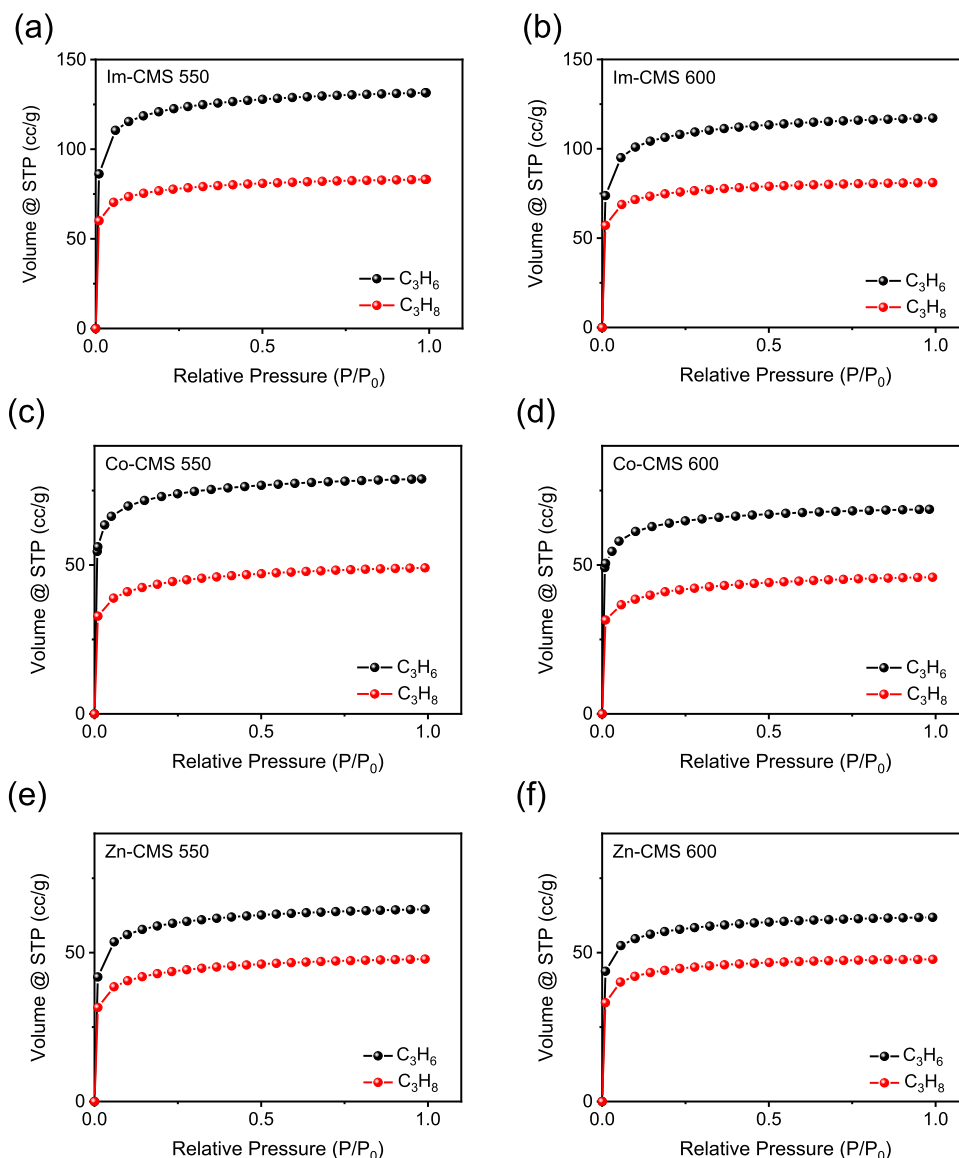 (a)
Im-CMS 550
Volume @ STP (cc/g)
150
100
50
0
C₃H₆
C₃H₈
0.0 0.5 1.0
Relative Pressure (P/P₀)
(b)
Im-CMS 600
Volume @ STP (cc/g)
150
100
50
0
C₃H₆
C₃H₈
0.0 0.5 1.0
Relative Pressure (P/P₀)
(c)
Co-CMS 550
Volume @ STP (cc/g)
50
0
C₃H₆
C₃H₈
0.0 0.5 1.0
Relative Pressure (P/P₀)
(d)
Co-CMS 600
Volume @ STP (cc/g)
50
0
C₃H₆
C₃H₈
0.0 0.5 1.0
Relative Pressure (P/P₀)
(e)
Zn-CMS 550
Volume @ STP (cc/g)
50
0
C₃H₆
C₃H₈
0.0 0.5 1.0
Relative Pressure (P/P₀)
(f)
Zn-CMS 600
Volume @ STP (cc/g)
50
0
C₃H₆
C₃H₈
0.0 0.5 1.0
Relative Pressure (P/P₀)